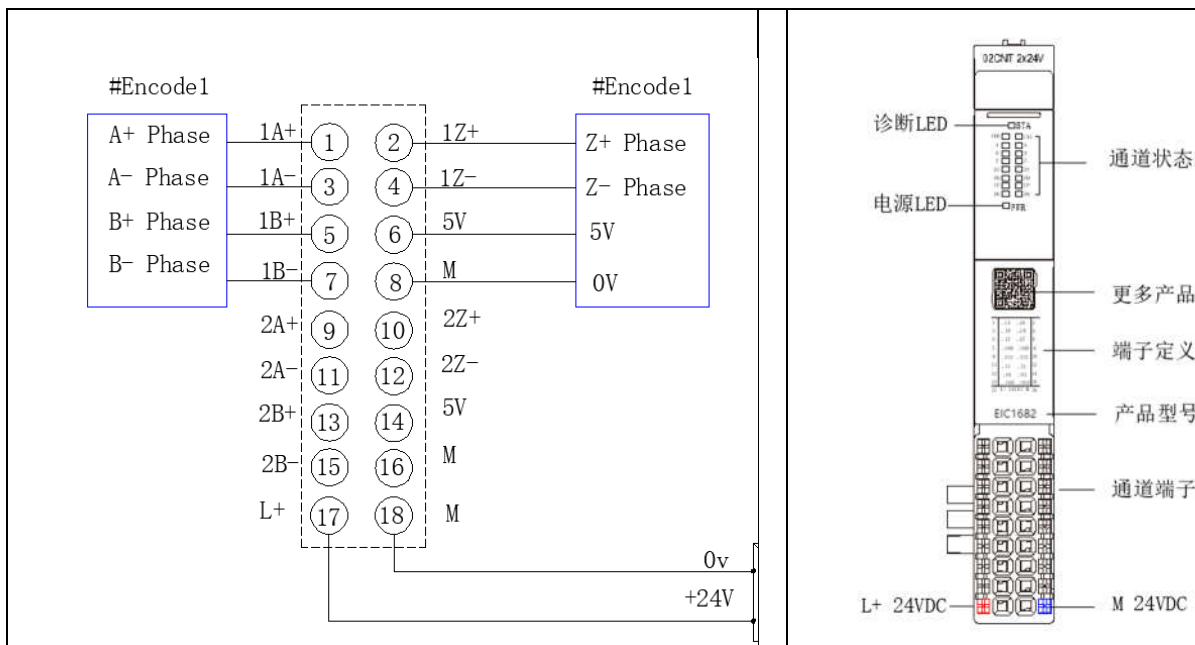 #Encode1
#Encode1
A+ Phase
1A+
1
2
1Z+
Z+ Phase
A- Phase
1A-
3
4
1Z-
Z- Phase
B+ Phase
1B+
5
6
5V
5V
B- Phase
1B-
7
8
M
0V
2A+
9
10
2Z+
2A-
11
12
2Z-
2B+
13
14
5V
2B-
15
16
M
L+
17
18
M
0v
+24V
02CNT 2x24V
诊断LED
STA
通道状态
电源LED
PWR
更多产品
端子定义
EIC1682
产品型号
通道端子
L+ 24VDC
M 24VDC